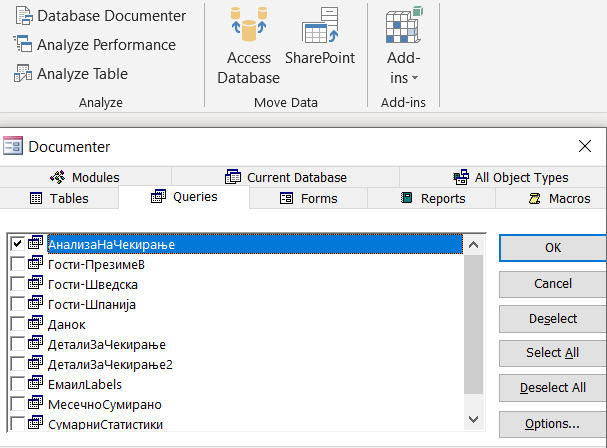 Database Documenter
Analyze Performance
Analyze Table
Analyze
Access Database
SharePoint
Move Data
Add-ins
Add-ins
Documenter
Modules
Current Database
All Object Types
Tables
Queries
Forms
Reports
Macros
АнализаНаЧекирање
Гости-ПрезимеВ
Гости-Шведска
Гости-Шпанија
Данок
ДеталиЗаЧекирање
ДеталиЗаЧекирање2
ЕмаилLabels
МесечноСумирано
СумарниСтатистики
OK
Cancel
Deselect
Select All
Deselect All
Options...